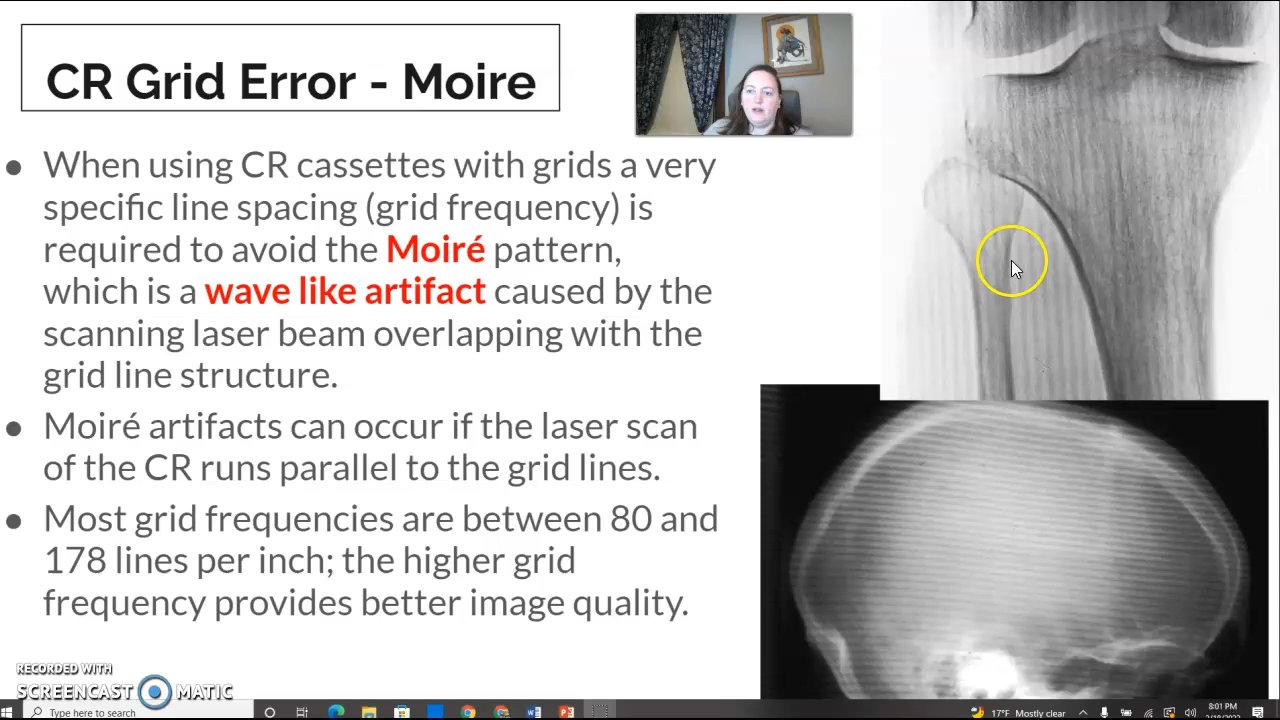 CR Grid Error - Moire
● When using CR cassettes with grids a very
specific line spacing (grid frequency) is
required to avoid the Moiré pattern,
which is a wave like artifact caused by the
scanning laser beam overlapping with the
grid line structure.
● Moiré artifacts can occur if the laser scan
of the CR runs parallel to the grid lines.
● Most grid frequencies are between 80 and
178 lines per inch; the higher grid
frequency provides better image quality.
RECORDED WITH
SCREENCAST MATIC
Type here to search
17°F Mostly clear
8:01 PM